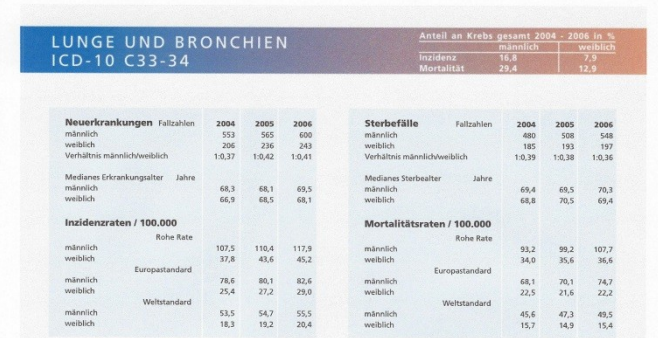 LUNGE UND BRONCHIEN
ICD-10 C33-34
Anteil an Krebs gesamt 2004 - 2006 in %
männlich weiblich
Inzidenz 16,8 7,9
Mortalität 29,4 12,9
Neuerkrankungen Fallzahlen 2004 2005 2006
männlich 553 565 600
weiblich 206 236 243
Verhältnis männlich/weiblich 1:0,37 1:0,42 1:0,41
Medianes Erkrankungsalter Jahre
männlich 68,3 68,1 69,5
weiblich 66,9 68,5 68,1
Inzidenzraten / 100.000
Rohe Rate
männlich 107,5 110,4 117,9
weiblich 37,8 43,6 45,2
Europastandard
männlich 78,6 80,1 82,6
weiblich 25,4 27,2 29,0
Weltstandard
männlich 53,5 54,7 55,5
weiblich 18,3 19,2 20,4
Sterbefälle Fallzahlen 2004 2005 2006
männlich 480 508 548
weiblich 185 193 197
Verhältnis männlich/weiblich 1:0,39 1:0,38 1:0,36
Medianes Sterbealter Jahre
männlich 69,4 69,5 70,3
weiblich 68,8 70,5 69,4
Mortalitätsraten / 100.000
Rohe Rate
männlich 93,2 99,2 107,7
weiblich 34,0 35,6 36,6
Europastandard
männlich 68,1 70,1 74,7
weiblich 22,5 21,6 22,2
Weltstandard
männlich 45,6 47,3 49,5
weiblich 15,7 14,9 15,4